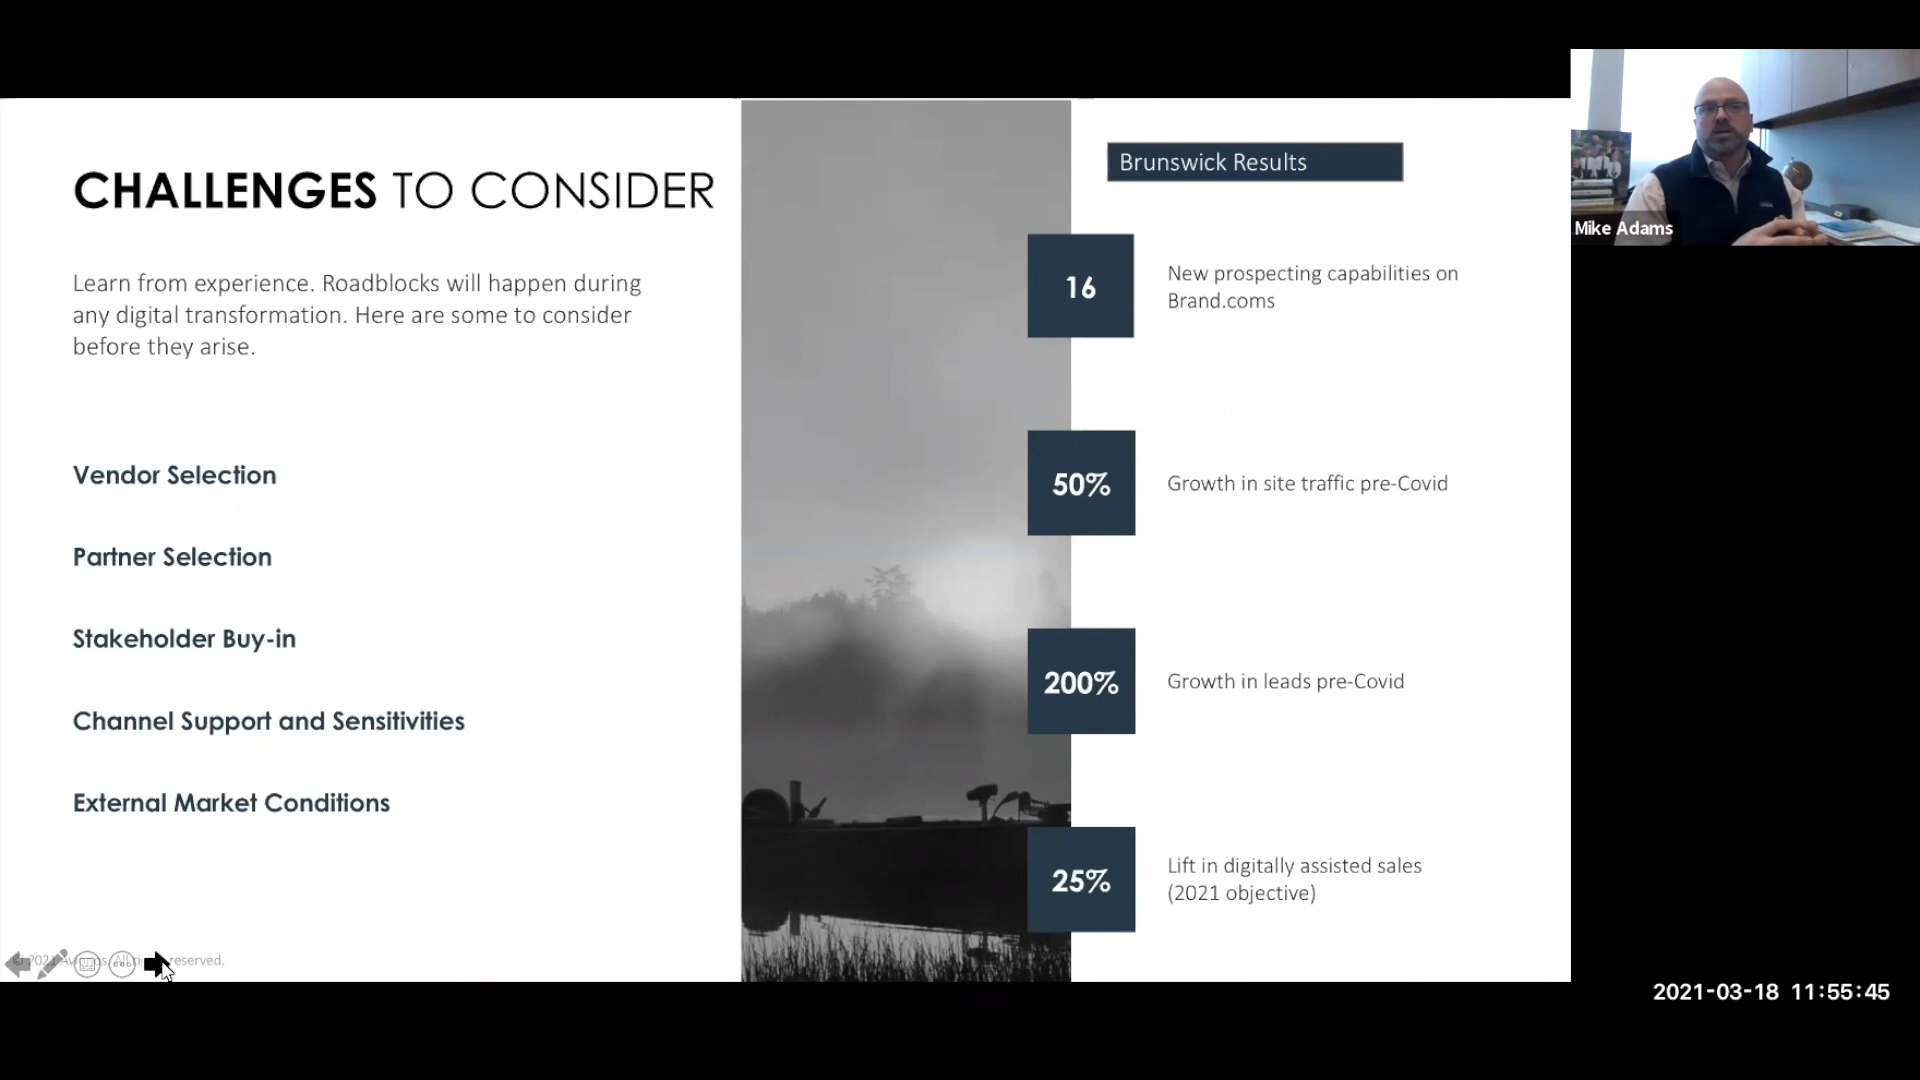 CHALLENGES TO CONSIDER
Learn from experience. Roadblocks will happen during
any digital transformation. Here are some to consider
before they arise.
Vendor Selection
Partner Selection
Stakeholder Buy-in
Channel Support and Sensitivities
External Market Conditions
reserved.
Brunswick Results
16
New prospecting capabilities on
Brand.coms
50%
Growth in site traffic pre-Covid
200%
Growth in leads pre-Covid
25%
Lift in digitally assisted sales
(2021 objective)
Mike Adams
2021-03-18 11:55:45